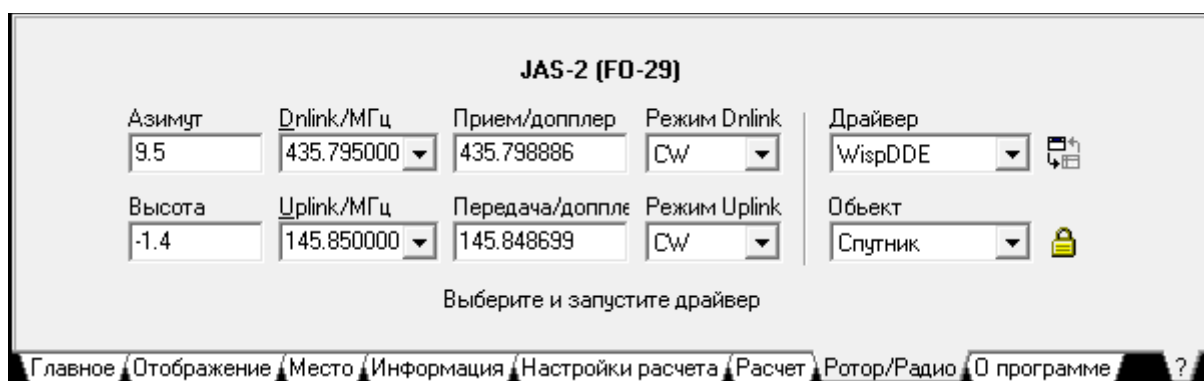 JAS-2 (FO-29)
Азимут Dnlink/МГц Прием/допплер Режим Dnlink Драйвер
9.5 435.795000 435.798886 CW WispDDE
Высота Uplink/МГц Передача/доппле Режим Uplink Обьект
-1.4 145.850000 145.848699 CW Спутник
Выберите и запустите драйвер
Главное Отображение Место Информация Настройки расчета Расчет Ротор/Радио О программе ?